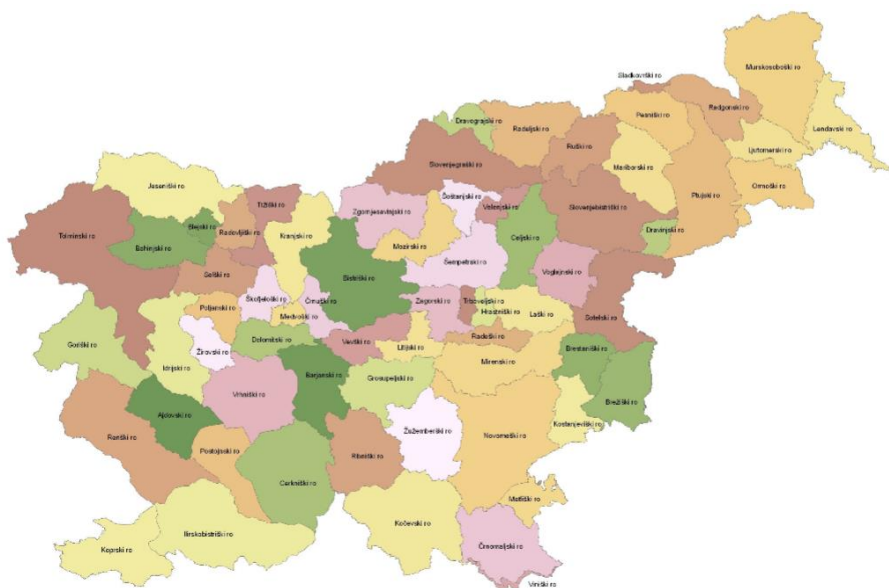 Murskosoboški ro
Sladkovrški ro
Radgonski ro
Pesniški ro
Lendavski ro
Dravograjski ro
Radeljski ro
Ruški ro
Ljutomerski ro
Mariborski ro
Slovenjegraški ro
Jeseniški ro
Ormoški ro
Ptujski ro
Šoštanjski ro
Velenjski ro
Slovenjebistriški ro
Tržiški ro
Zgornjesavinjski ro
Blejski ro
Radovljiški ro
Kranjski ro
Dravinjski ro
Tolminski ro
Bohinjski ro
Mozirski ro
Celjski ro
Šempetrski ro
Voglajnski ro
Selški ro
Bistriški ro
Škofjeloški ro
Črnuški ro
Zagorski ro
Trboveljski ro
Poljanski ro
Hrastniški ro
Medvoški ro
Laški ro
Sotelski ro
Radeški ro
Goriški ro
Žirovski ro
Dolomitski ro
Vevški ro
Litijski ro
Brestaniški ro
Idrijski ro
Mirenski ro
Barjanski ro
Grosupeljski ro
Vrhniški ro
Brežiški ro
Ajdovski ro
Kostanjeviški ro
Žužemberški ro
Renški ro
Novomeški ro
Postojnski ro
Ribniški ro
Cerkniški ro
Metliški ro
Kočevski ro
Ilirskobistriški ro
Koprski ro
Črnomaljski ro
Viniški ro